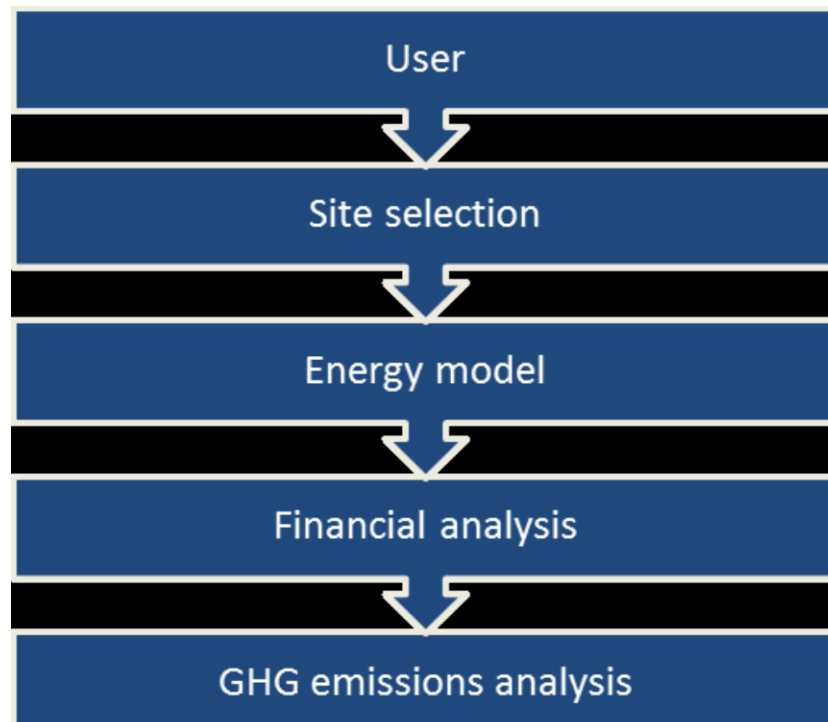 User
Site selection
Energy model
Financial analysis
GHG emissions analysis